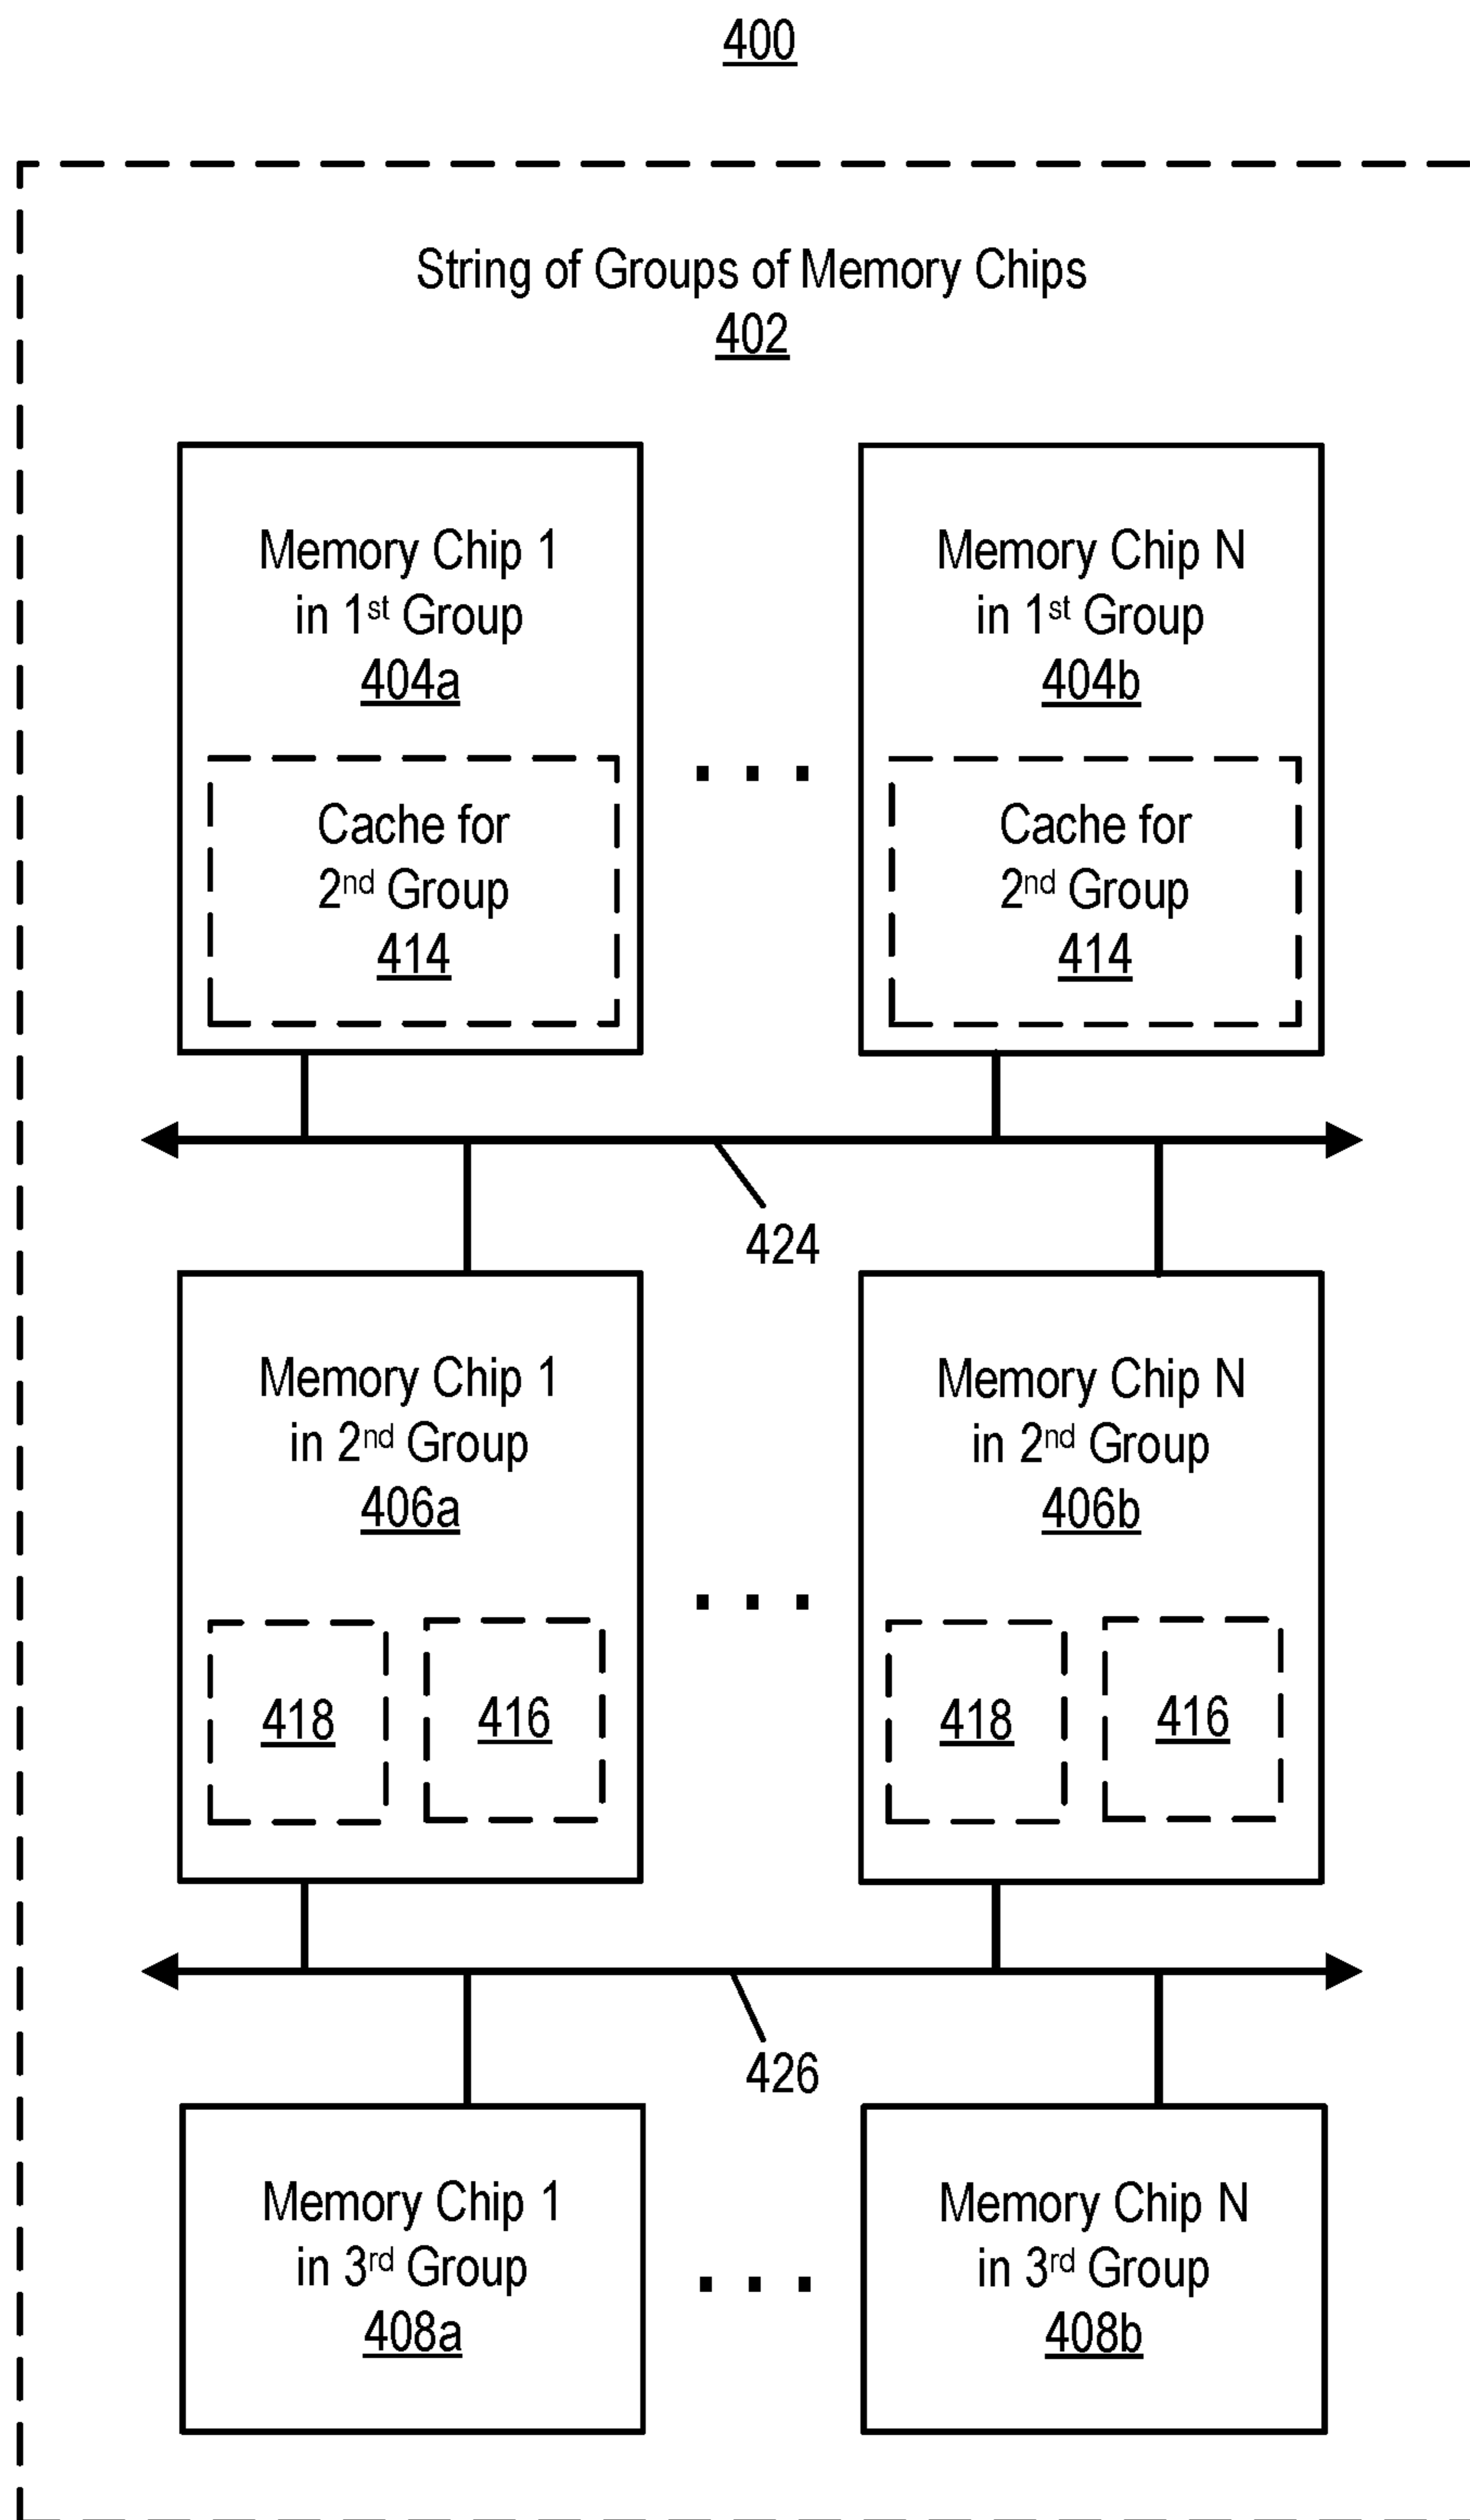 400
String of Groups of Memory Chips
402
Memory Chip 1
in 1st Group
404a
Cache for
2nd Group
414
...
Memory Chip N
in 1st Group
404b
Cache for
2nd Group
414
424
Memory Chip 1
in 2nd Group
406a
418 416
...
Memory Chip N
in 2nd Group
406b
418 416
426
Memory Chip 1
in 3rd Group
408a
...
Memory Chip N
in 3rd Group
408b